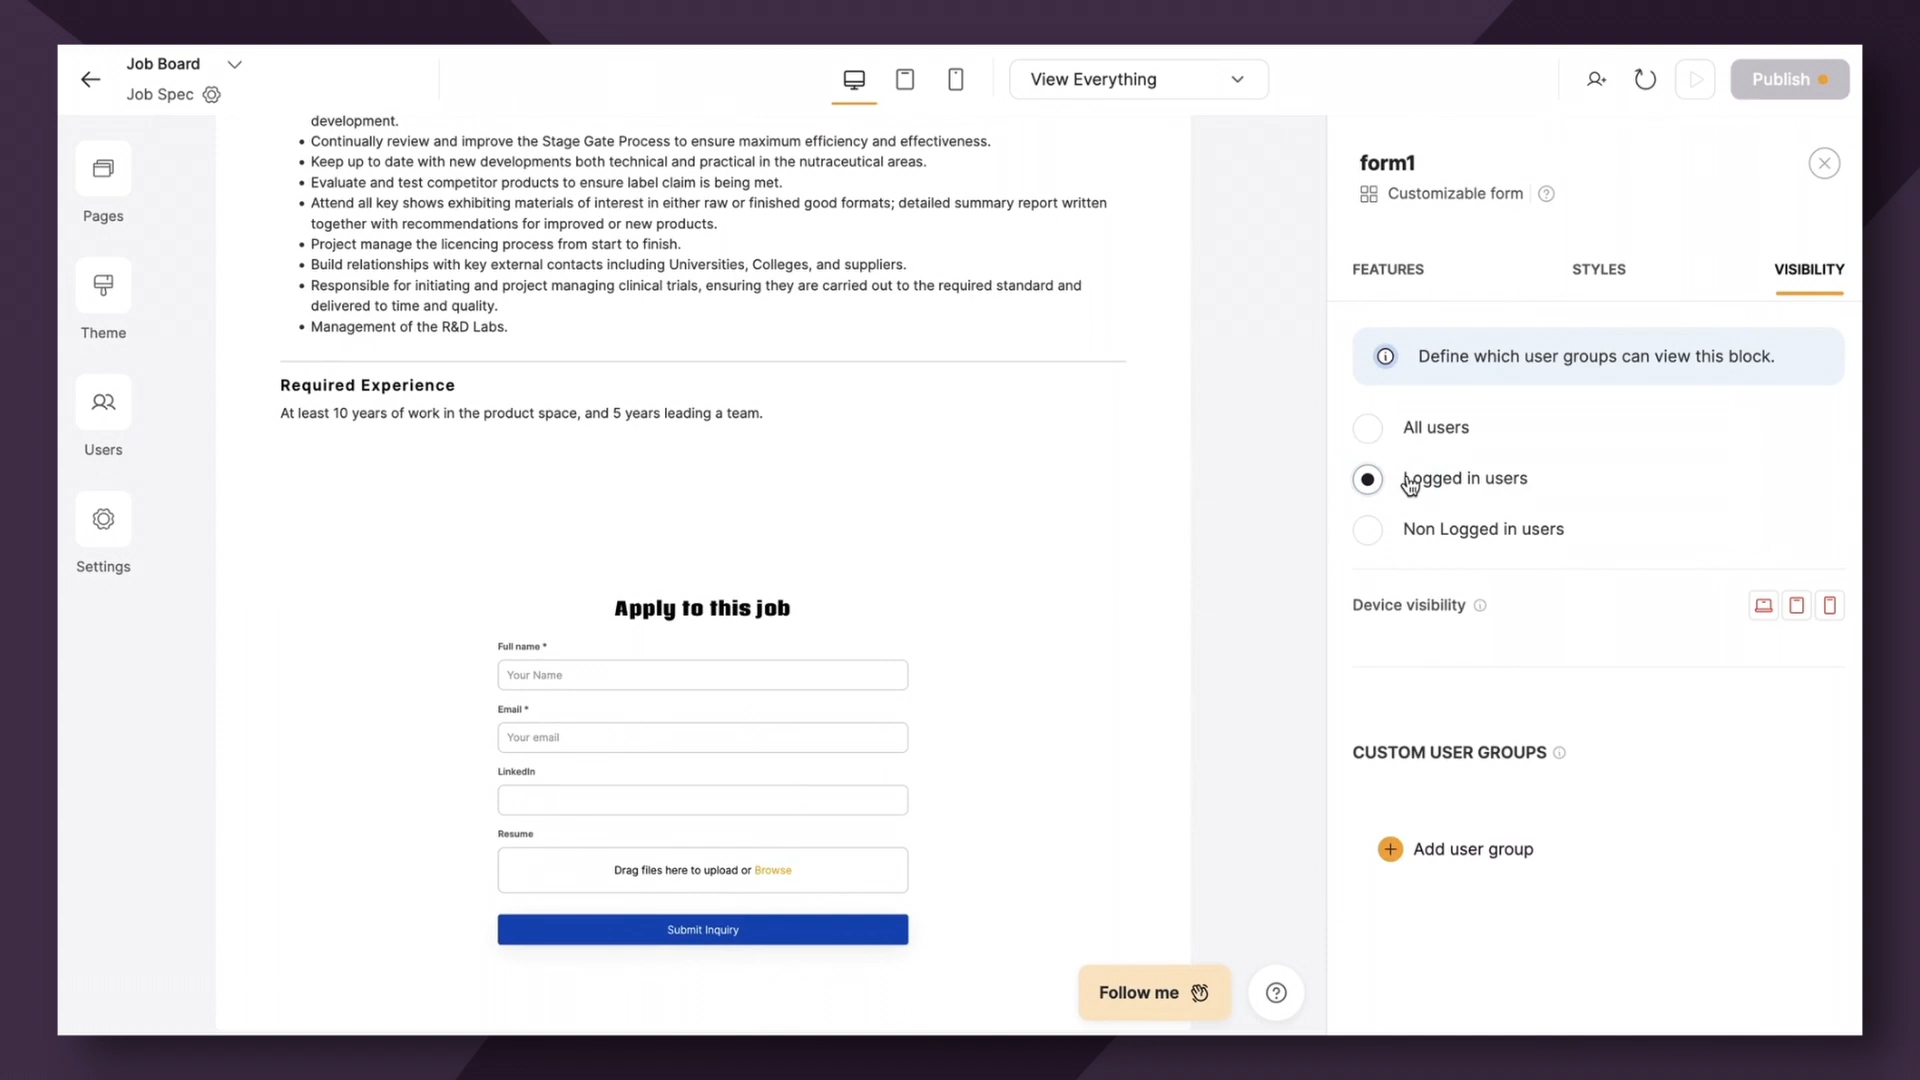 Job Board
Job Spec
View Everything
Publish
Pages
Theme
Users
Settings
development.
• Continually review and improve the Stage Gate Process to ensure maximum efficiency and effectiveness.
• Keep up to date with new developments both technical and practical in the nutraceutical areas.
• Evaluate and test competitor products to ensure label claim is being met.
• Attend all key shows exhibiting materials of interest in either raw or finished good formats; detailed summary report written
together with recommendations for improved or new products.
• Project manage the licencing process from start to finish.
• Build relationships with key external contacts including Universities, Colleges, and suppliers.
• Responsible for initiating and project managing clinical trials, ensuring they are carried out to the required standard and
delivered to time and quality.
• Management of the R&D Labs.
Required Experience
At least 10 years of work in the product space, and 5 years leading a team.
Apply to this job
Full name *
Your Name
Email *
Your email
LinkedIn
Resume
Drag files here to upload or Browse
Submit Inquiry
Follow me
form1
Customizable form
FEATURES
STYLES
VISIBILITY
Define which user groups can view this block.
All users
Logged in users
Non Logged in users
Device visibility
CUSTOM USER GROUPS
Add user group